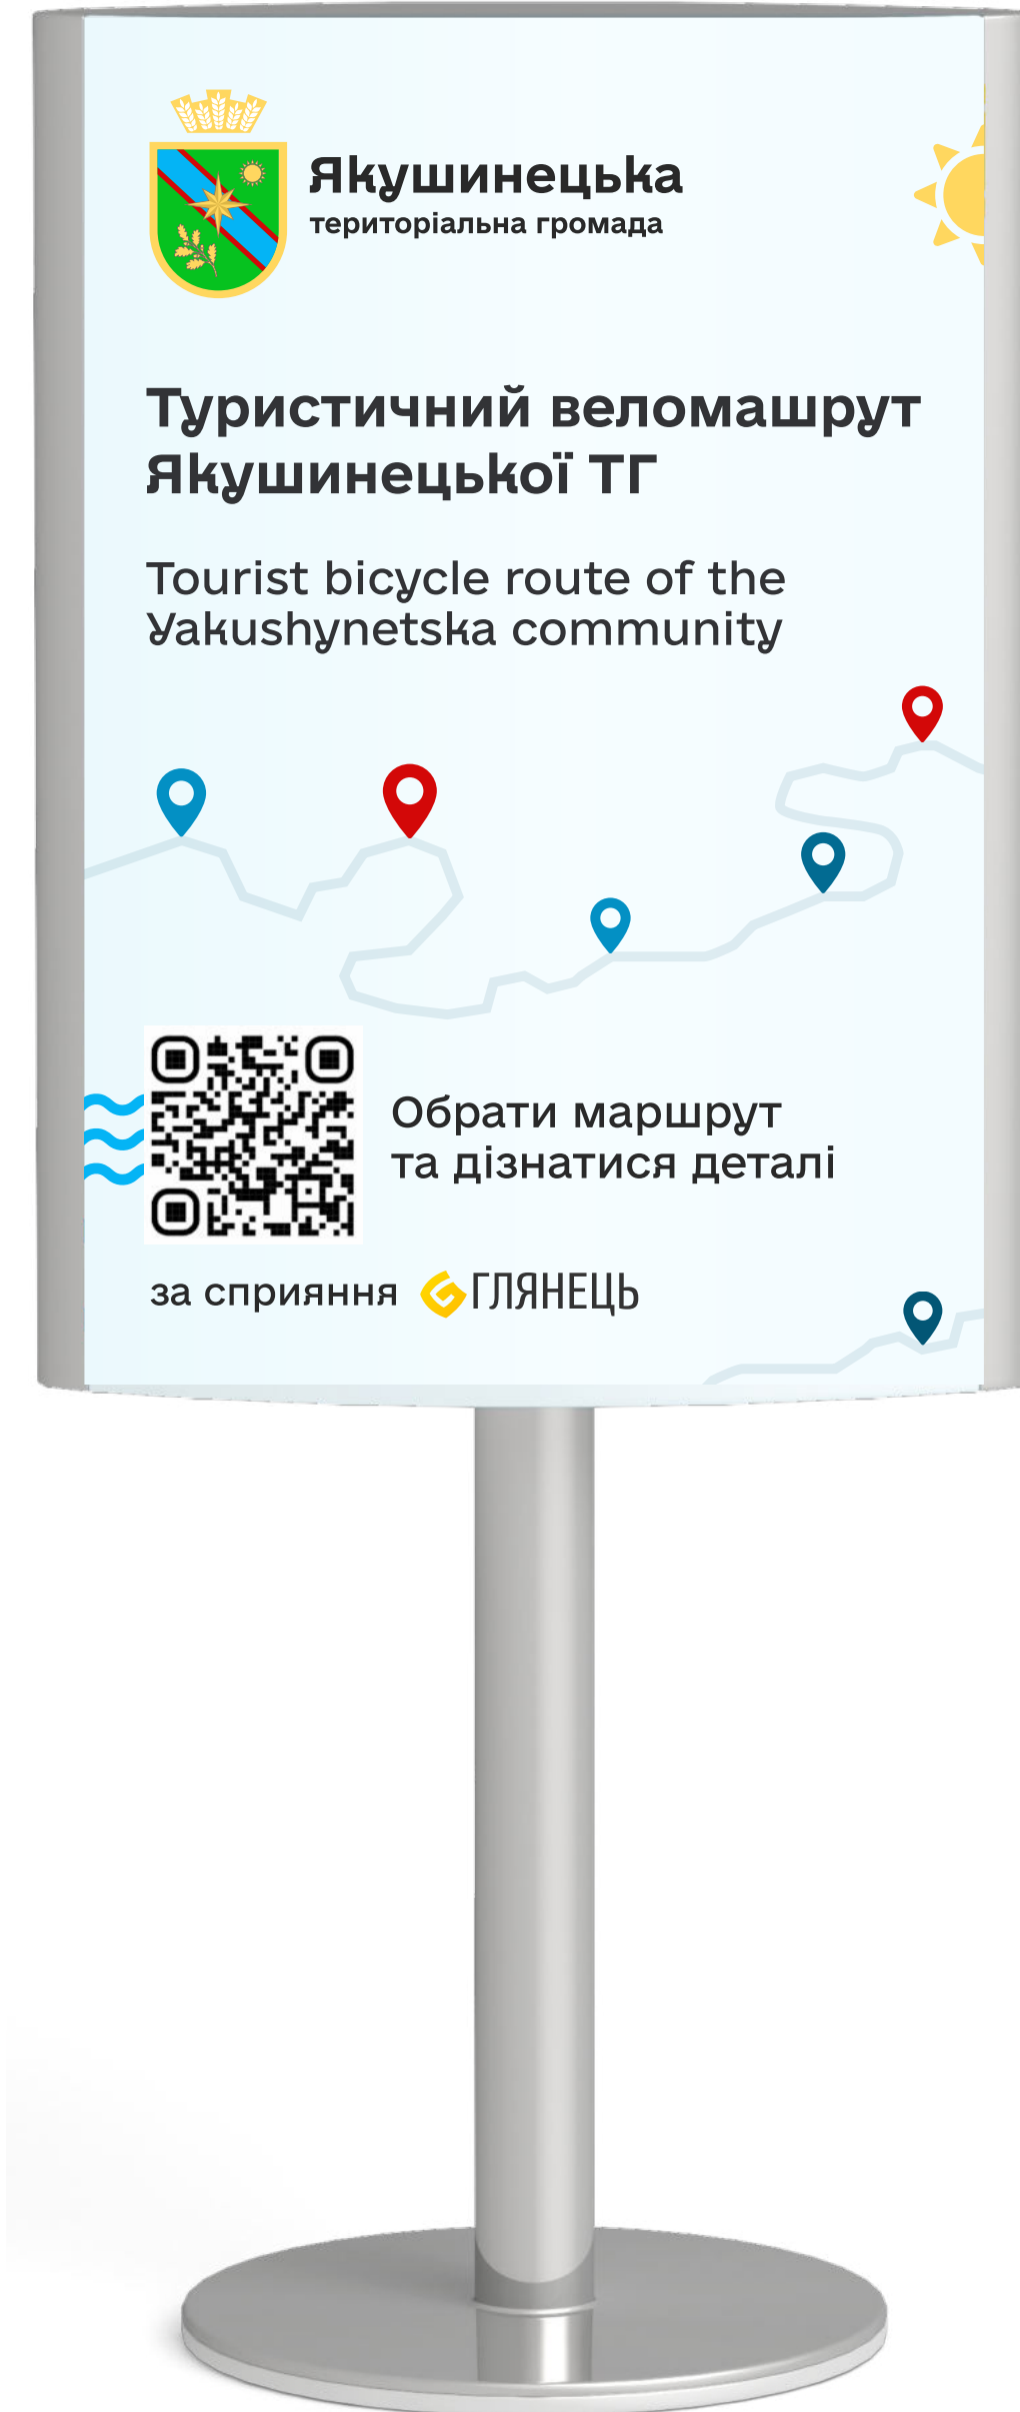 Якушинецька
територіальна громада
Туристичний веломашрут
Якушинецької ТГ
Tourist bicycle route of the
Yakushynetska community
Обрати маршрут
та дізнатися деталі
за сприяння ГЛЯНЕЦЬ